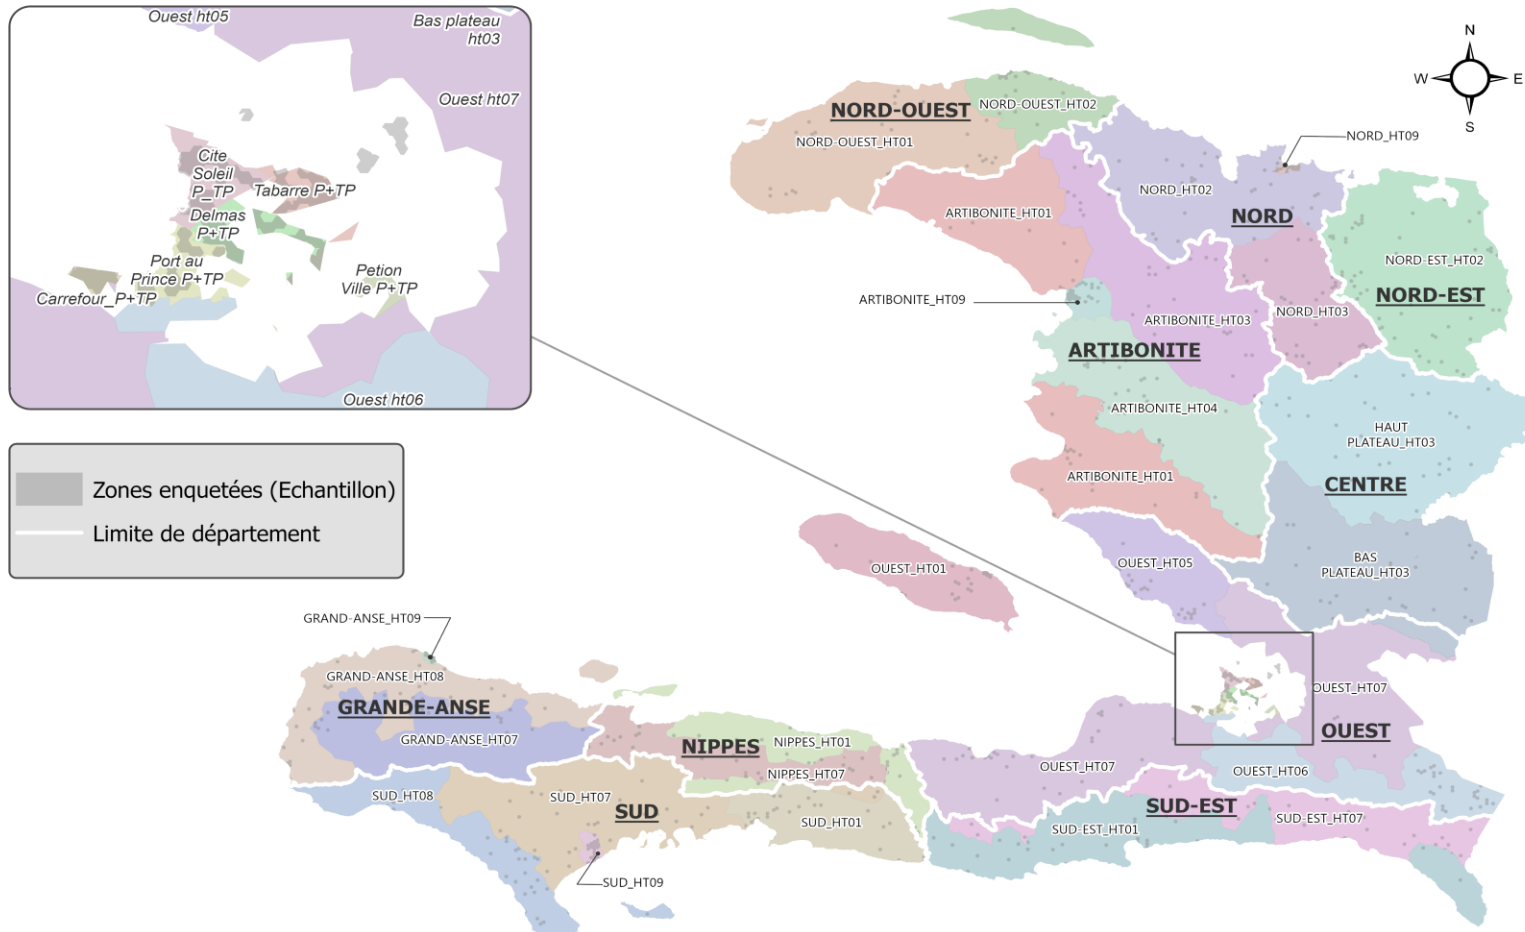 Ouest ht05
Bas plateau
ht03
Ouest ht07
Cite
Soleil
P_TP
Tabarre P+TP
Delmas
P+TP
Port au
Prince P+TP
Petion
Ville P+TP
Carrefour_P+TP
Ouest ht06
Zones enquetées (Echantillon)
Limite de département
N
W
E
S
NORD-OUEST
NORD-OUEST_HT02
NORD-OUEST_HT01
NORD_HT09
NORD_HT02
NORD
ARTIBONITE_HT01
NORD-EST_HT02
NORD-EST
ARTIBONITE_HT09
ARTIBONITE_HT03
NORD_HT03
ARTIBONITE
ARTIBONITE_HT04
HAUT
PLATEAU_HT03
ARTIBONITE_HT01
CENTRE
OUEST_HT01
OUEST_HT05
BAS
PLATEAU_HT03
GRAND-ANSE_HT09
GRAND-ANSE_HT08
GRANDE-ANSE
GRAND-ANSE_HT07
OUEST_HT07
OUEST
NIPPES
NIPPES_HT01
NIPPES_HT07
OUEST_HT07
OUEST_HT06
SUD_HT08
SUD_HT07
SUD
SUD_HT01
SUD-EST
SUD-EST_HT01
SUD-EST_HT07
SUD_HT09